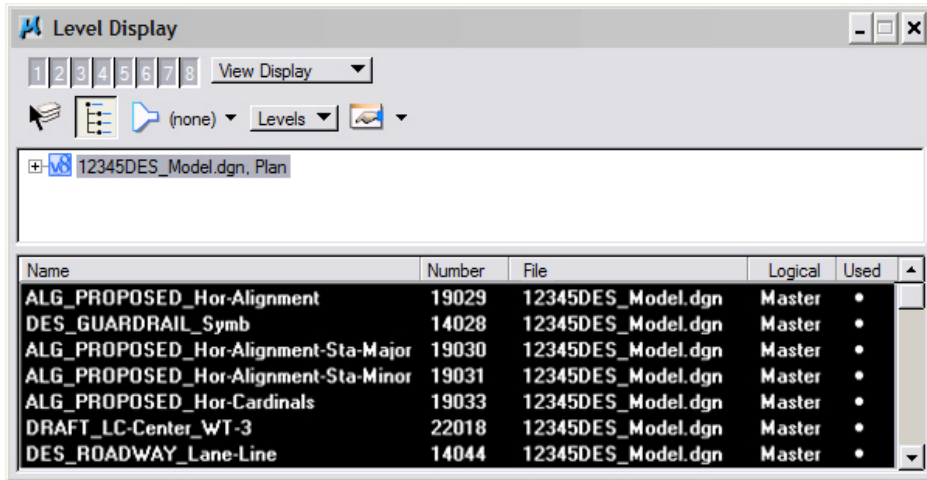 Level Display
1 2 3 4 5 6 7 8 View Display
(none) Levels
v8 12345DES_Model.dgn, Plan
Name Number File Logical Used
ALG_PROPOSED_Hor-Alignment 19029 12345DES_Model.dgn Master •
DES_GUARDRAIL_Symb 14028 12345DES_Model.dgn Master •
ALG_PROPOSED_Hor-Alignment-Sta-Major 19030 12345DES_Model.dgn Master •
ALG_PROPOSED_Hor-Alignment-Sta-Minor 19031 12345DES_Model.dgn Master •
ALG_PROPOSED_Hor-Cardinals 19033 12345DES_Model.dgn Master •
DRAFT_LC-Center_WT-3 22018 12345DES_Model.dgn Master •
DES_ROADWAY_Lane-Line 14044 12345DES_Model.dgn Master •